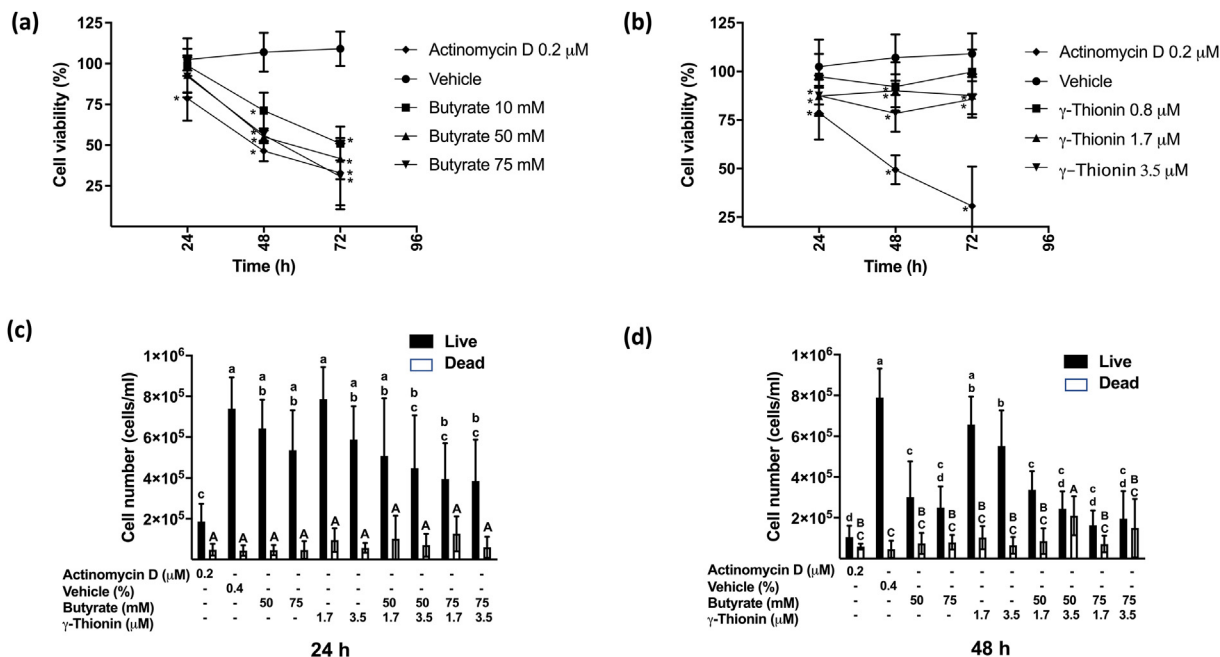 (a)
125
100
75
50
25
Cell viability (%)
* * * * * * * * *
24 48 72 96
Time (h)
Actinomycin D 0.2 μM
Vehicle
Butyrate 10 mM
Butyrate 50 mM
Butyrate 75 mM
(b)
125
100
75
50
25
Cell viability (%)
* * * * * * * * *
24 48 72 96
Time (h)
Actinomycin D 0.2 μM
Vehicle
γ-Thionin 0.8 μM
γ-Thionin 1.7 μM
γ-Thionin 3.5 μM
(c)
Live
Dead
1×10⁶
8×10⁵
6×10⁵
4×10⁵
2×10⁵
Cell number (cells/ml)
c A a A a b A a b A a A a b A a b A b c A b c A b c A
Actinomycin D (μM) 0.2 - - - - - - - - -
Vehicle (%) - 0.4 - - - - - - - -
Butyrate (mM) - - 50 75 - - 50 50 75 75
γ-Thionin (μM) - - - - 1.7 3.5 1.7 3.5 1.7 3.5
24 h
(d)
Live
Dead
1×10⁶
8×10⁵
6×10⁵
4×10⁵
2×10⁵
Cell number (cells/ml)
d B C a C c B C c d B C a b B C b B C c B C c d A c d B C c d B C
Actinomycin D (μM) 0.2 - - - - - - - - -
Vehicle (%) - 0.4 - - - - - - - -
Butyrate (mM) - - 50 75 - - 50 50 75 75
γ-Thionin (μM) - - - - 1.7 3.5 1.7 3.5 1.7 3.5
48 h